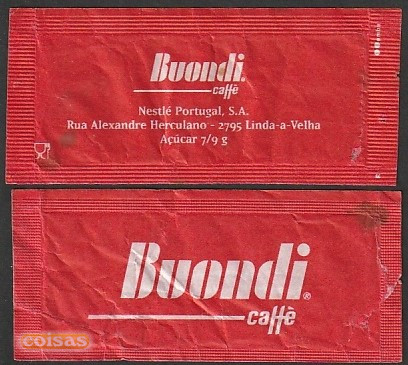 Buondi.
caffè
Nestlé Portugal, S.A.
Rua Alexandre Herculano - 2795 Linda-a-Velha
Açúcar 7/9 g
Buondi®
caffè
coisas